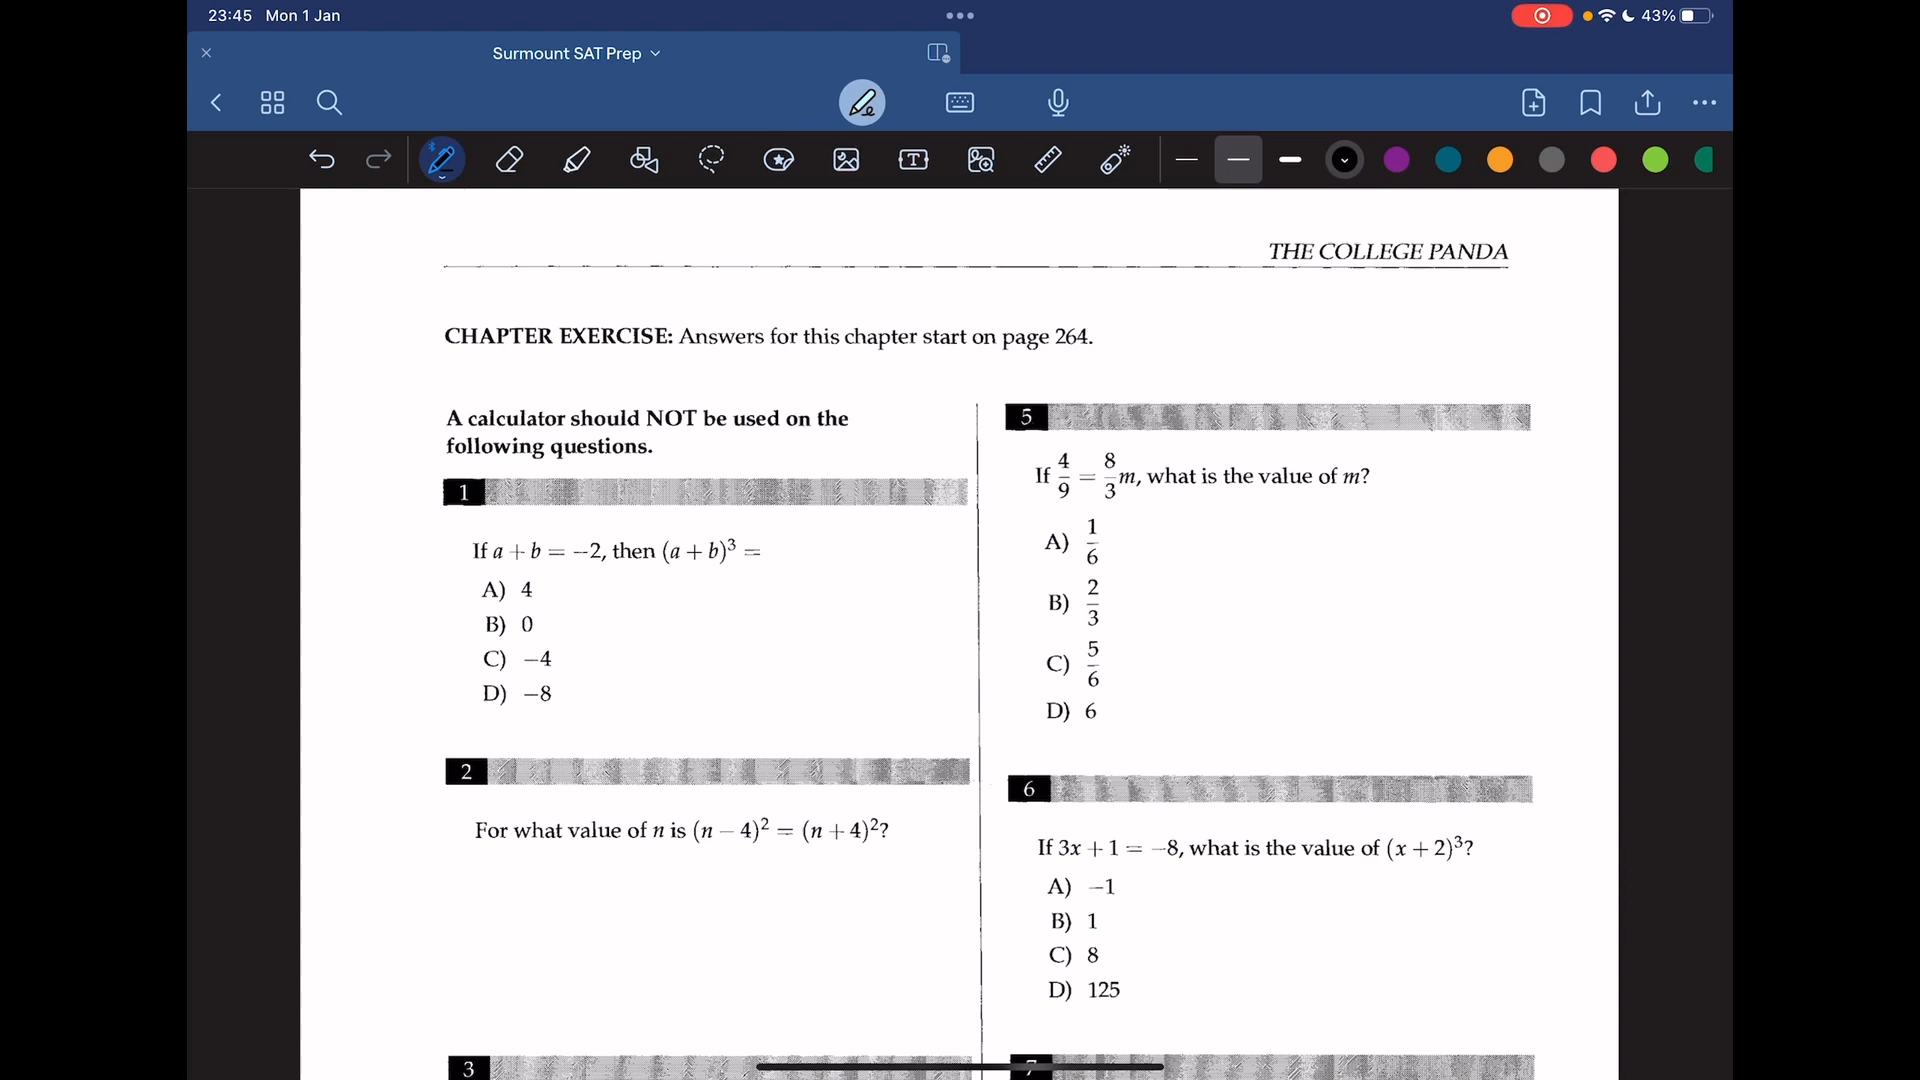 23:45 Mon 1 Jan
43%
Surmount SAT Prep
THE COLLEGE PANDA
CHAPTER EXERCISE: Answers for this chapter start on page 264.
A calculator should NOT be used on the
following questions.
1
If a + b = −2, then (a + b)³ =
A) 4
B) 0
C) −4
D) −8
2
For what value of n is (n − 4)² = (n + 4)²?
3
5
If 4/9 = 8/3 m, what is the value of m?
A) 1/6
B) 2/3
C) 5/6
D) 6
6
If 3x + 1 = −8, what is the value of (x + 2)³?
A) −1
B) 1
C) 8
D) 125
7